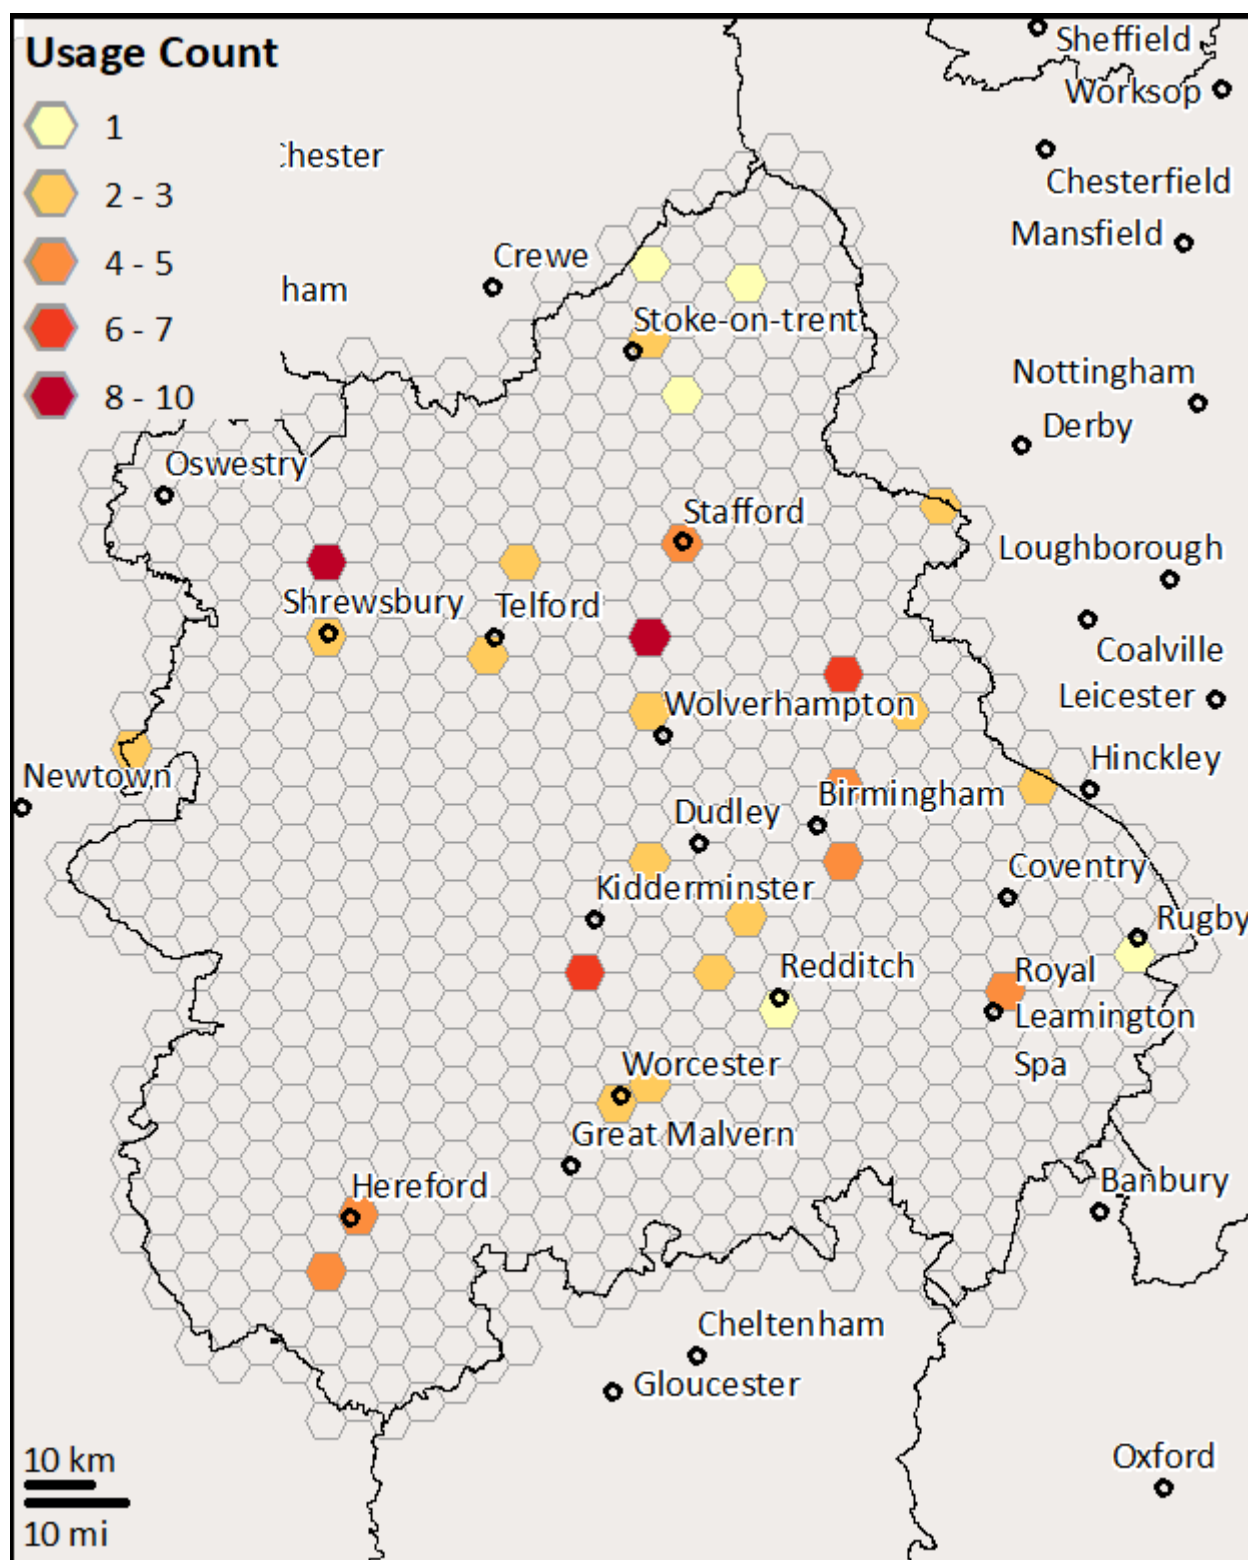 Usage Count
1
2 - 3
4 - 5
6 - 7
8 - 10
Sheffield
Worksop
Chester
Chesterfield
Mansfield
Crewe
ham
Stoke-on-trent
Nottingham
Derby
Oswestry
Stafford
Loughborough
Shrewsbury
Telford
Coalville
Leicester
Wolverhampton
Hinckley
Newtown
Birmingham
Dudley
Coventry
Kidderminster
Rugby
Redditch
Royal
Leamington
Spa
Worcester
Great Malvern
Hereford
Banbury
Cheltenham
Gloucester
Oxford
10 km
10 mi